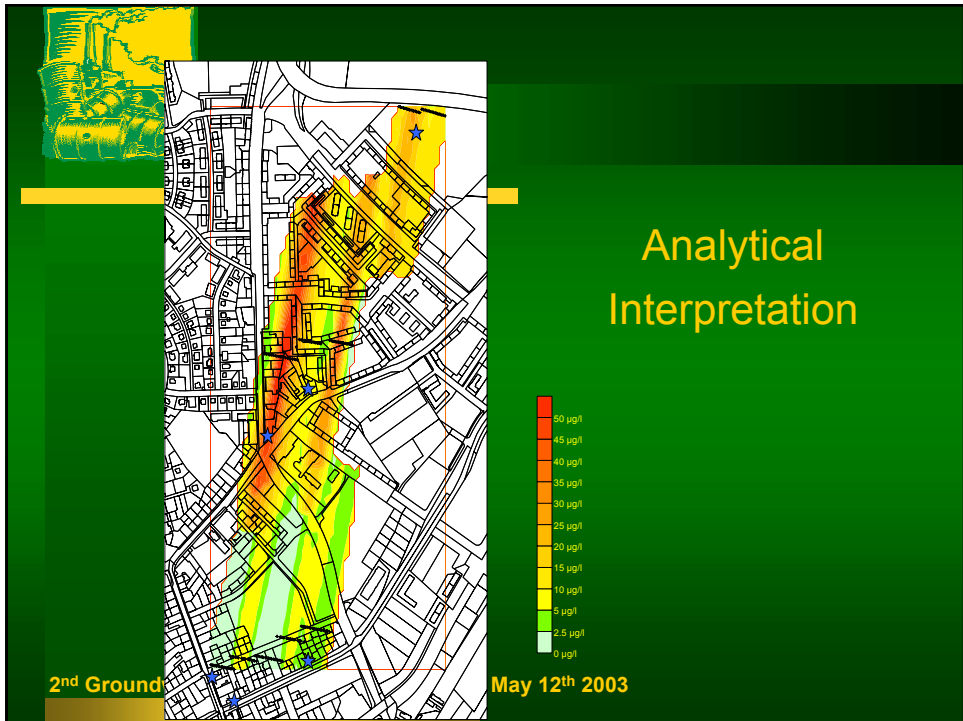 Analytical
Interpretation
50 µg/l
45 µg/l
40 µg/l
35 µg/l
30 µg/l
25 µg/l
20 µg/l
15 µg/l
10 µg/l
5 µg/l
2.5 µg/l
0 µg/l
2nd Ground May 12th 2003